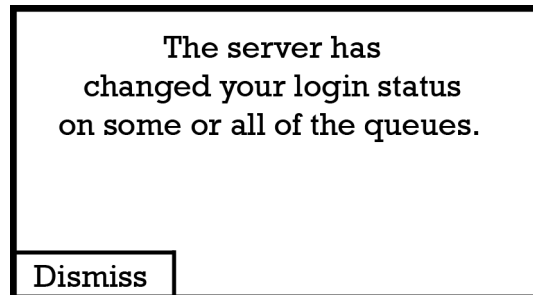 The server has
changed your login status
on some or all of the queues.
Dismiss